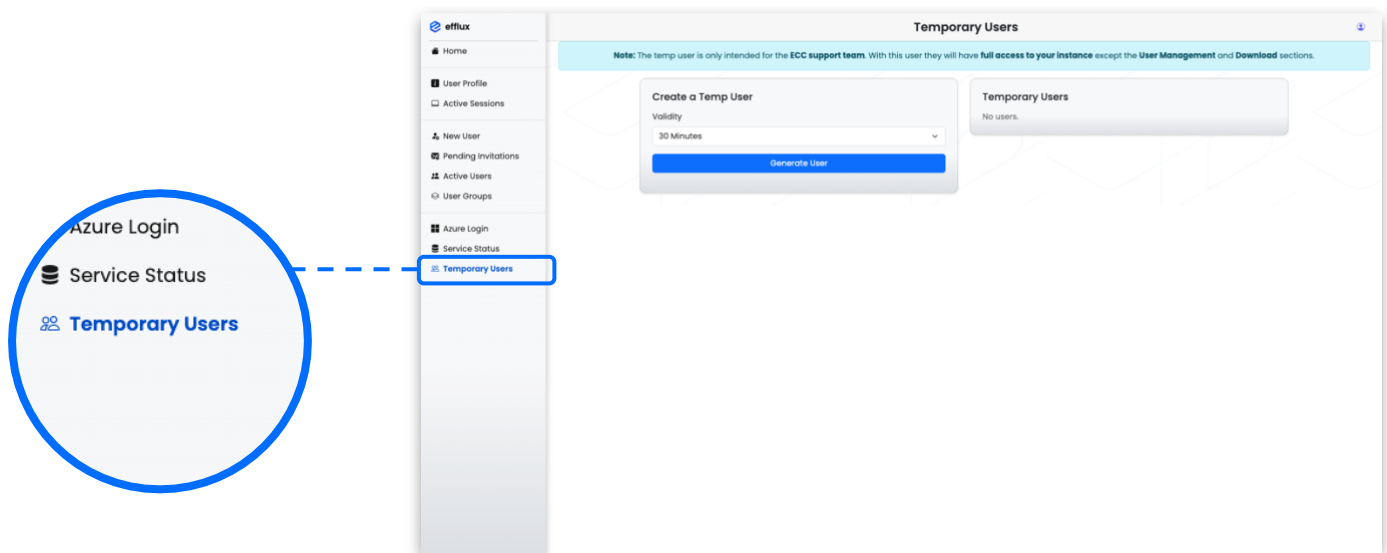 efflux
Home
User Profile
Active Sessions
New User
Pending Invitations
Active Users
User Groups
Azure Login
Service Status
Temporary Users
Temporary Users
Note: The temp user is only intended for the ECC support team. With this user they will have full access to your instance except the User Management and Download sections.
Create a Temp User
Validity
30 Minutes
Generate User
Temporary Users
No users.
Azure Login
Service Status
Temporary Users